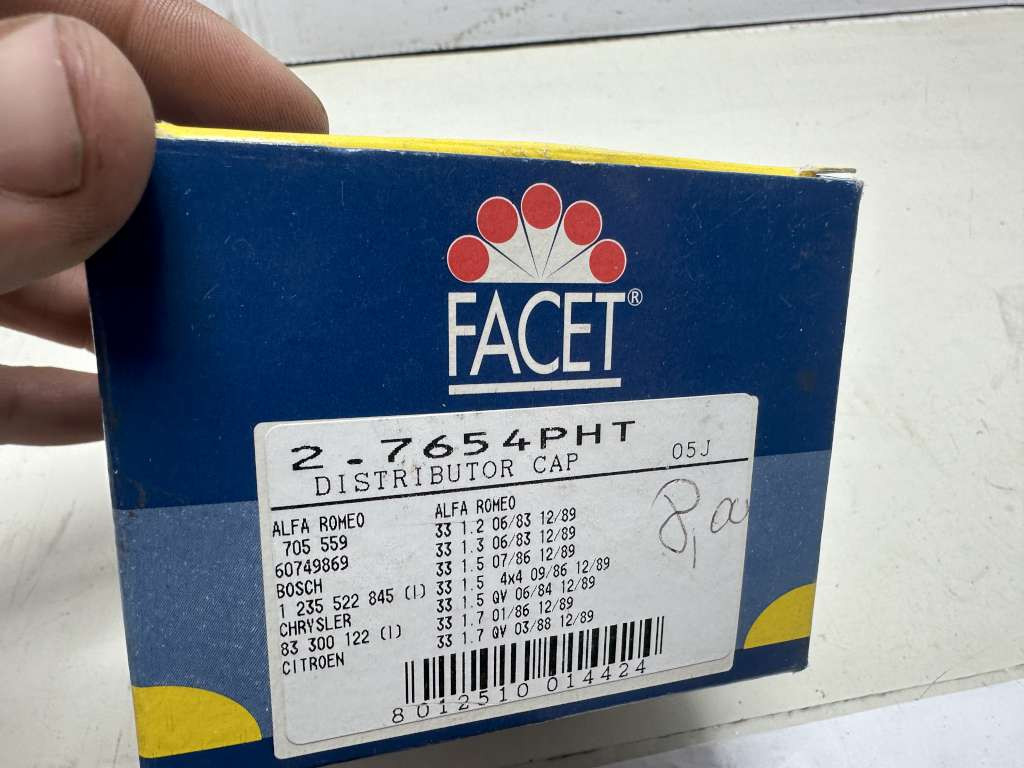 FACET®
2.7654PHT
DISTRIBUTOR CAP 05J
ALFA ROMEO
705 559
60749869
BOSCH
1 235 522 845 (I)
CHRYSLER
83 300 122 (I)
CITROEN
ALFA ROMEO
33 1.2 06/83 12/89
33 1.3 06/83 12/89
33 1.5 07/86 12/89
33 1.5 4x4 09/86 12/89
33 1.5 QV 06/84 12/89
33 1.7 01/86 12/89
33 1.7 QV 03/88 12/89
8,00
8 012510 014424